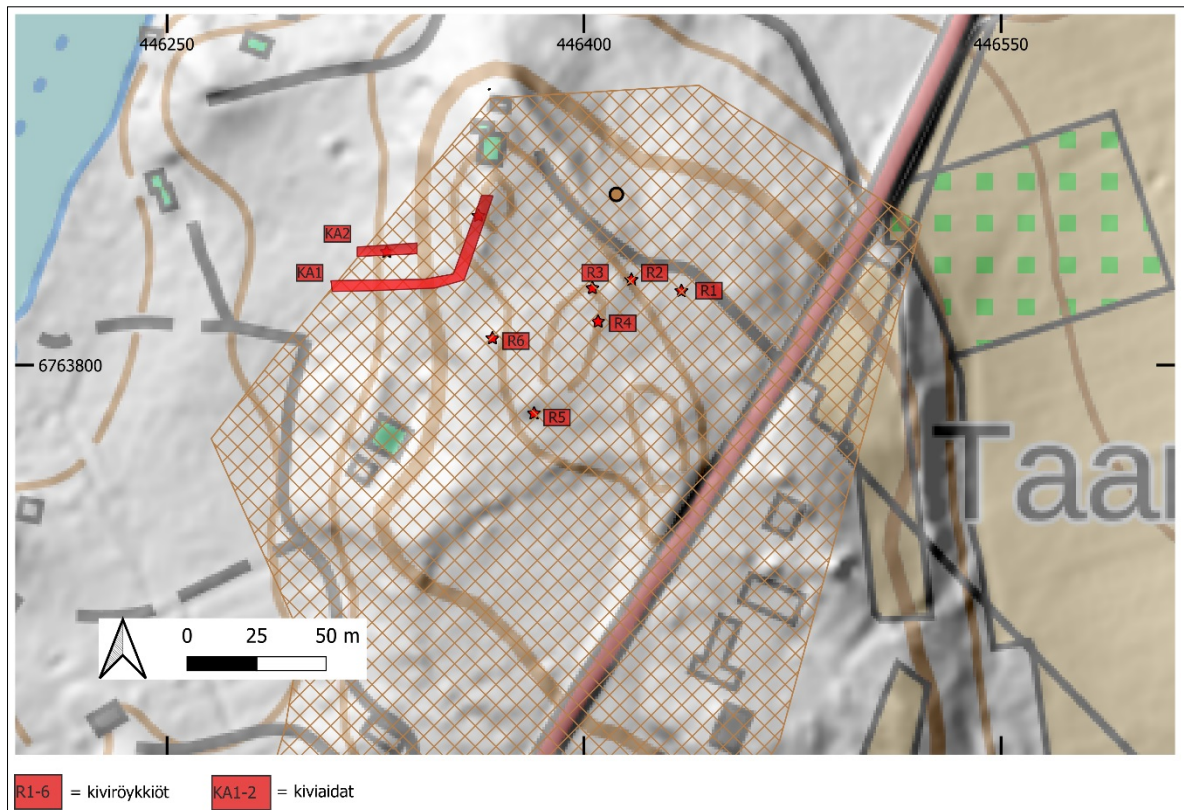 446250 446400 446550
KA2
KA1
R3 R2 R1
R4
R6
6763800
R5
Taar
0 25 50 m
R1-6 = kiviröykkiöt KA1-2 = kiviaidat